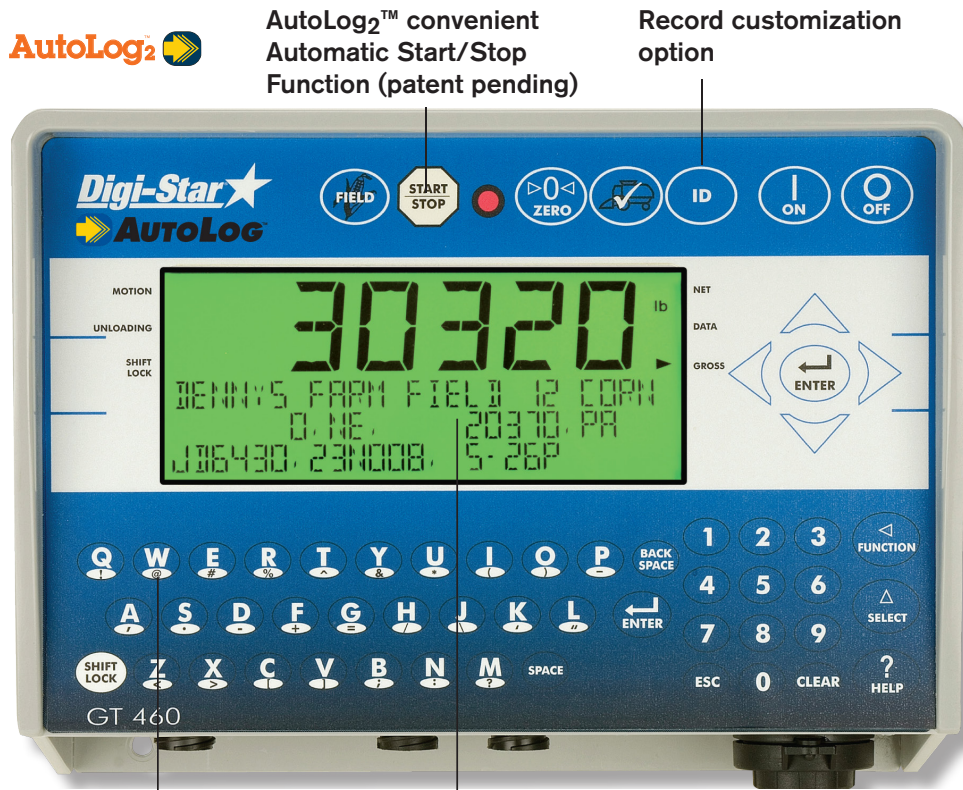 AutoLog2™
AutoLog2™ convenient
Automatic Start/Stop
Function (patent pending)
Record customization
option
Digi-Star
AUTOLOG
FIELD
START
STOP
0
ZERO
ID
ON
OFF
MOTION
UNLOADING
SHIFT
LOCK
30320 lb
NET
DATA
GROSS
ENTER
DENNYS FARM FIELD 12 CORN
0, NE, 20370, PA
JD6430, 23N008, S-26P
Q W E R T Y U I O P BACK
SPACE
! @ # % ^ & * ( ) –
A S D F G H J K L ENTER
SHIFT
LOCK
Z X C V B N M SPACE
< > ; : ?
1 2 3
FUNCTION
4 5 6
SELECT
7 8 9
?
HELP
ESC 0 CLEAR
GT 460